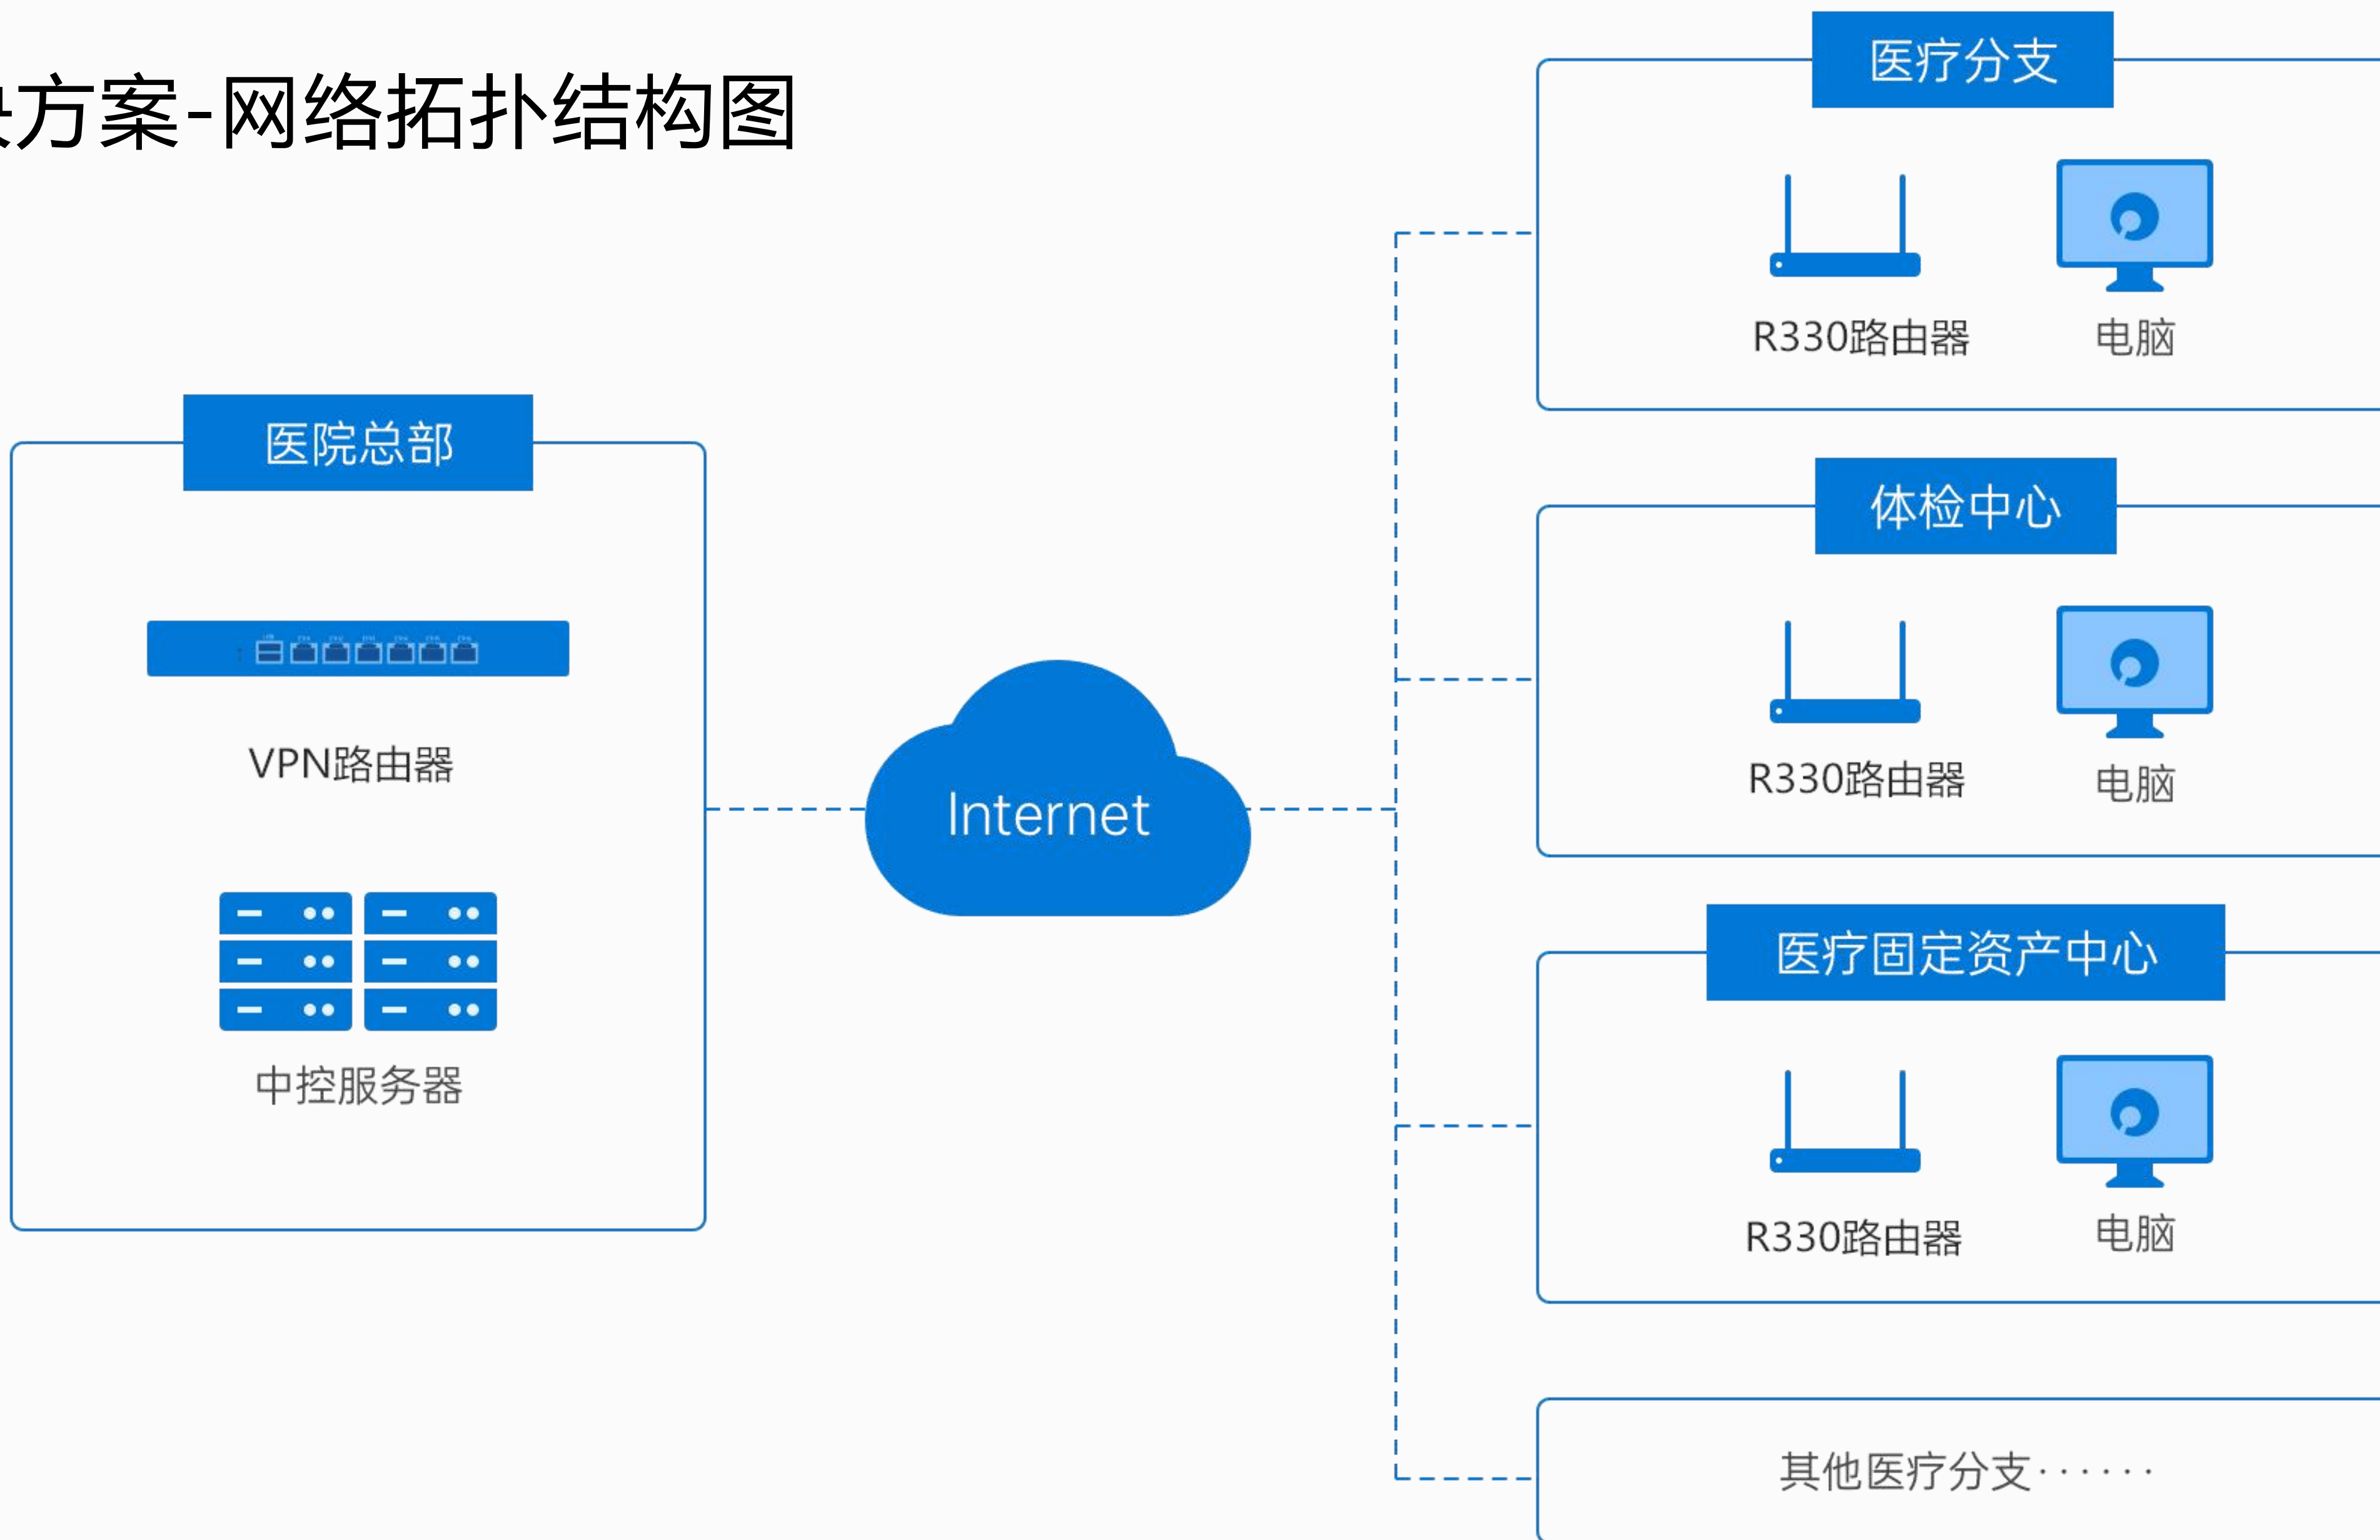 方案-网络拓扑结构图
医院总部
VPN路由器
中控服务器
Internet
医疗分支
R330路由器
电脑
体检中心
R330路由器
电脑
医疗固定资产中心
R330路由器
电脑
其他医疗分支······